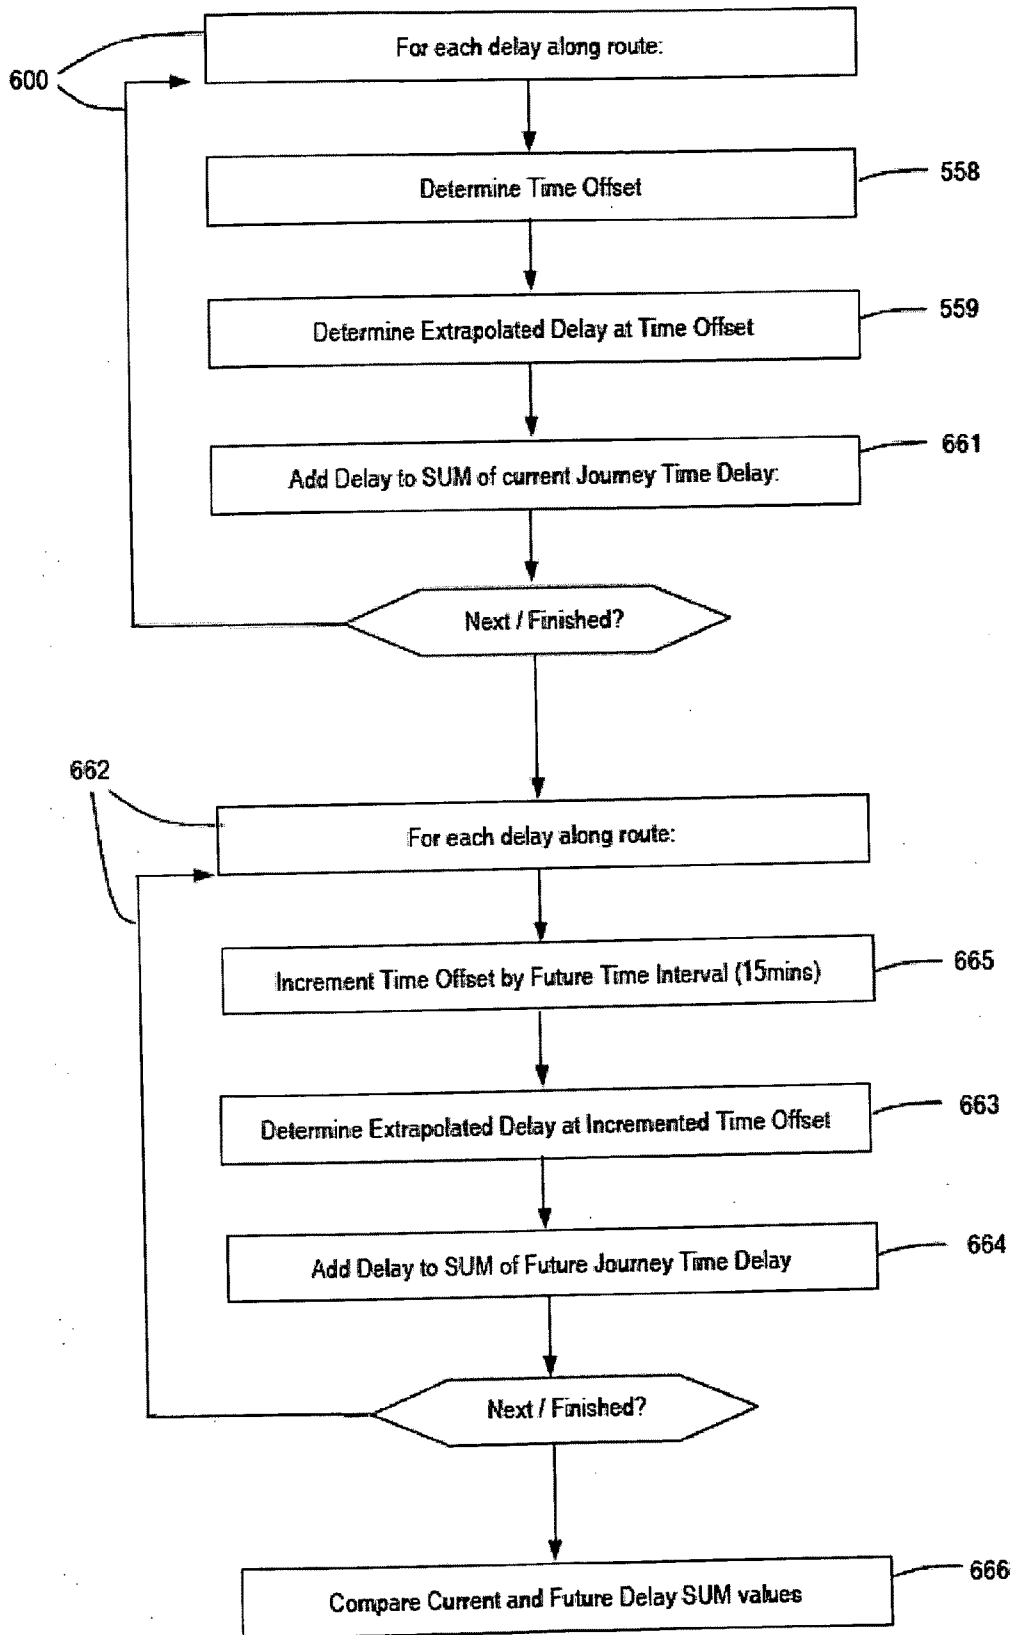 For each delay along route:
600
Determine Time Offset
558
Determine Extrapolated Delay at Time Offset
559
Add Delay to SUM of current Journey Time Delay:
661
Next / Finished?
662
For each delay along route:
Increment Time Offset by Future Time Interval (15mins)
665
Determine Extrapolated Delay at Incremented Time Offset
663
Add Delay to SUM of Future Journey Time Delay
664
Next / Finished?
Compare Current and Future Delay SUM values
666